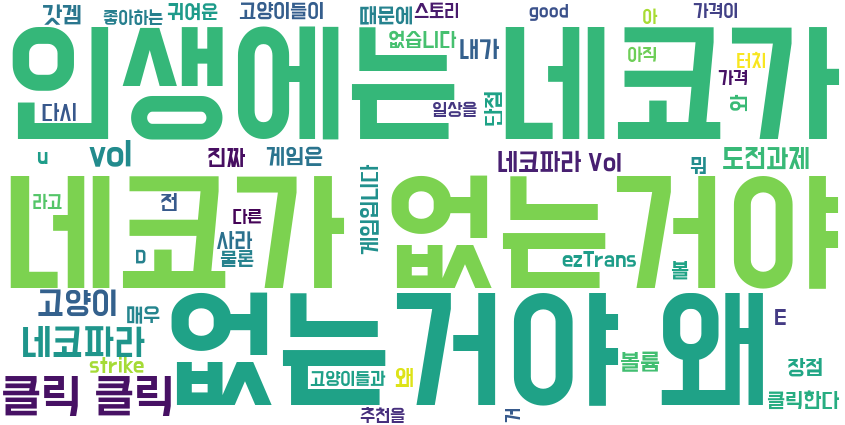 갓겜 좋아하는 귀여운 고양이들이 때문에 스토리 good 아 가격이
인생에는 네코가
없습니다 내가 아직 터치 가격
다시 일상을 단점 와
u vol 진짜 게임은 네코파라 Vol 뭐 도전과제
네코가 없는거야
라고 전 다른 게임입니다
D 사라 물론 ezTrans 볼
고양이 매우 없는거야 왜 E
네코파라 strike 볼륨 장점
클릭 클릭 고양이들과 왜 클릭한다
추천을 거